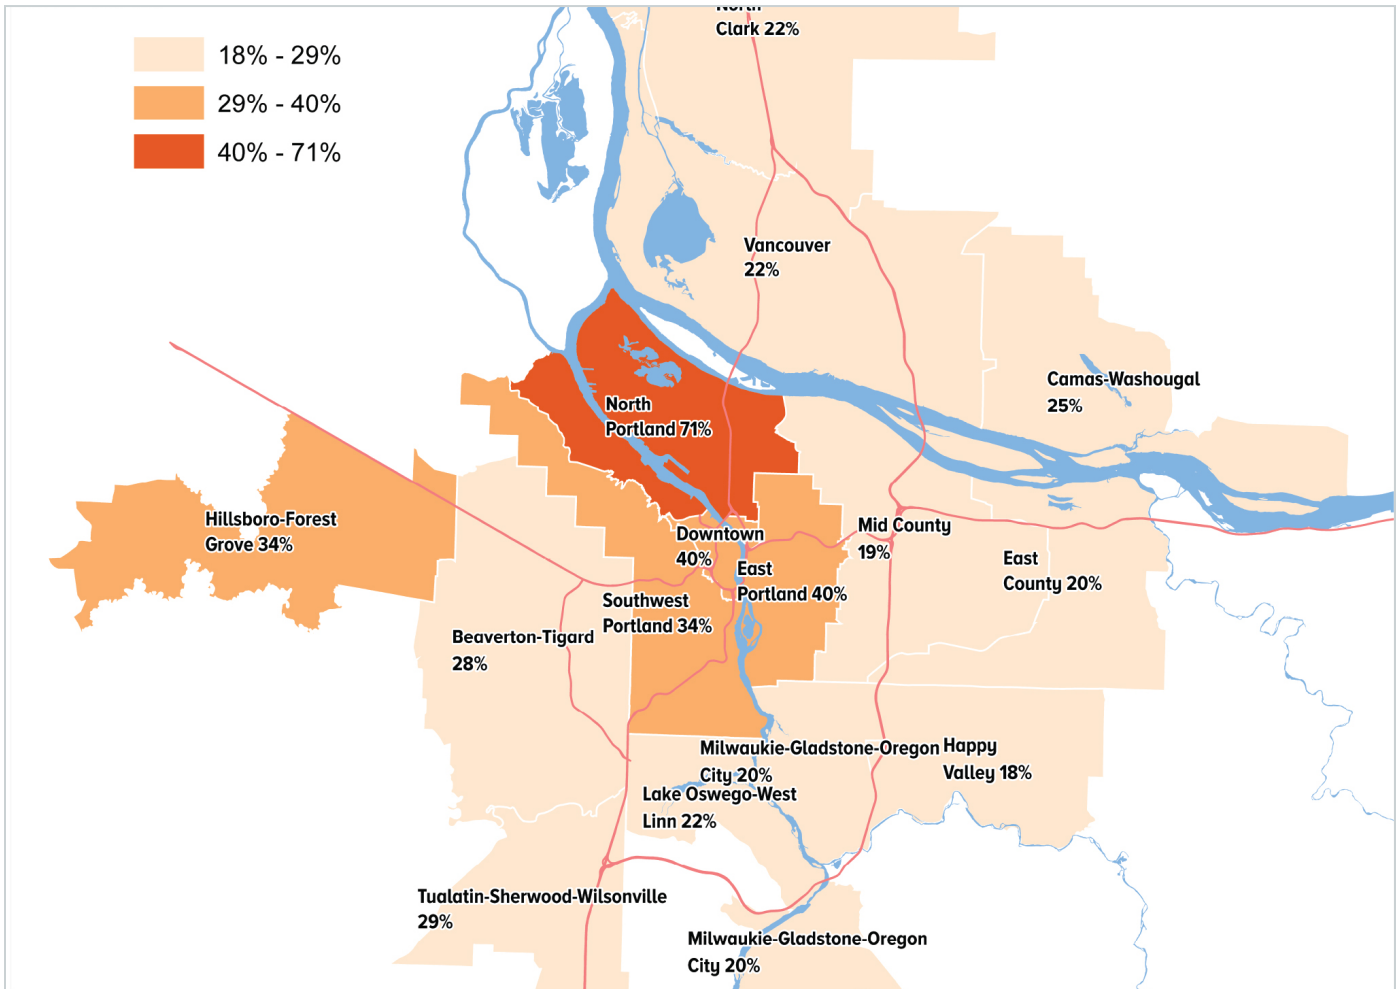 North
Clark 22%
18% - 29%
29% - 40%
40% - 71%
Vancouver
22%
Camas-Washougal
25%
North
Portland 71%
Hillsboro-Forest
Grove 34%
Downtown
40%
Mid County
19%
East
County 20%
East
Portland 40%
Southwest
Portland 34%
Beaverton-Tigard
28%
Milwaukie-Gladstone-Oregon
City 20%
Happy
Valley 18%
Lake Oswego-West
Linn 22%
Tualatin-Sherwood-Wilsonville
29%
Milwaukie-Gladstone-Oregon
City 20%